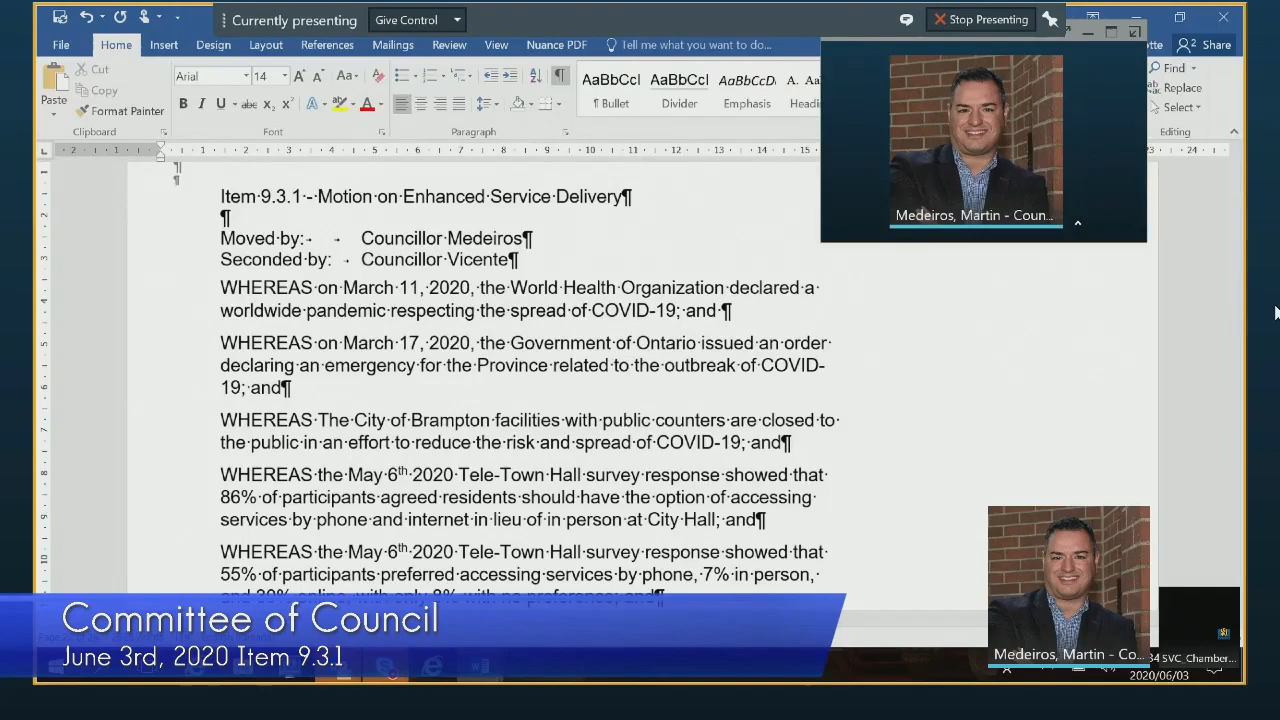 Currently presenting
Give Control
Stop Presenting
File Home Insert Design Layout References Mailings Review View Nuance PDF Tell me what you want to do...
Share
Paste
Cut
Copy
Format Painter
Clipboard
Arial 14
Font
Paragraph
AaBbCcI AaBbCcI AaBbCcD
¶ Bullet Divider Emphasis
Find
Replace
Select
Editing
Item 9.3.1 - Motion on Enhanced Service Delivery¶
¶
Moved by: Councillor Medeiros¶
Seconded by: Councillor Vicente¶
WHEREAS on March 11, 2020, the World Health Organization declared a
worldwide pandemic respecting the spread of COVID-19; and ¶
WHEREAS on March 17, 2020, the Government of Ontario issued an order
declaring an emergency for the Province related to the outbreak of COVID-
19; and¶
WHEREAS The City of Brampton facilities with public counters are closed to
the public in an effort to reduce the risk and spread of COVID-19; and¶
WHEREAS the May 6th 2020 Tele-Town Hall survey response showed that
86% of participants agreed residents should have the option of accessing
services by phone and internet in lieu of in person at City Hall; and¶
WHEREAS the May 6th 2020 Tele-Town Hall survey response showed that
55% of participants preferred accessing services by phone, 7% in person,
Medeiros, Martin - Coun...
Medeiros, Martin - Co...
34 SVC_Chamber...
2020/06/03
Committee of Council
June 3rd, 2020 Item 9.3.1